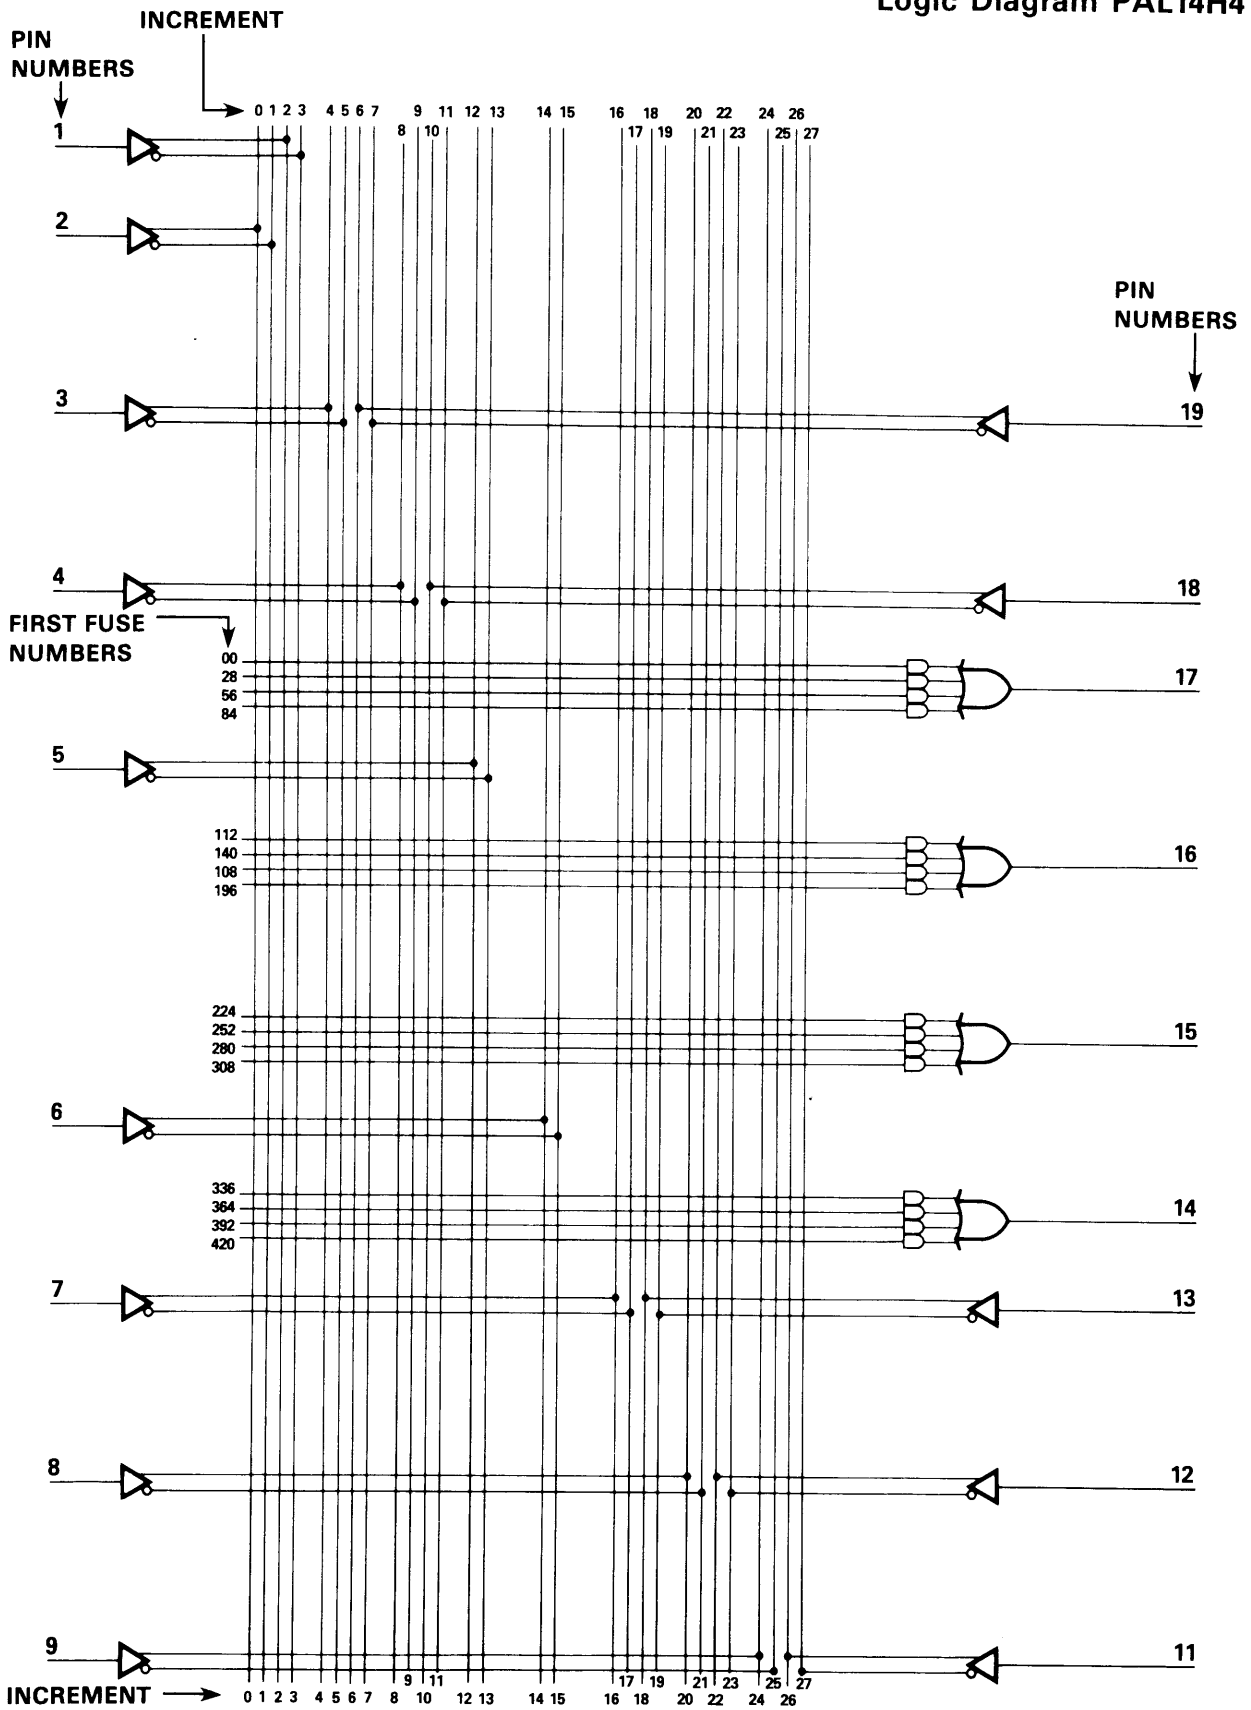 Logic Diagram PAL14H4
INCREMENT
PIN
NUMBERS
0 1 2 3 4 5 6 7 9 11 12 13 14 15 16 18 20 22 24 26
8 10 17 19 21 23 25 27
1
2
PIN
NUMBERS
3
19
4
18
FIRST FUSE
NUMBERS
00
28
56
84
17
5
112
140
108
196
16
224
252
280
308
15
6
336
364
392
420
14
7
13
8
12
9
11
9 11 17 19 21 23 25 27
INCREMENT
0 1 2 3 4 5 6 7 8 10 12 13 14 15 16 18 20 22 24 26